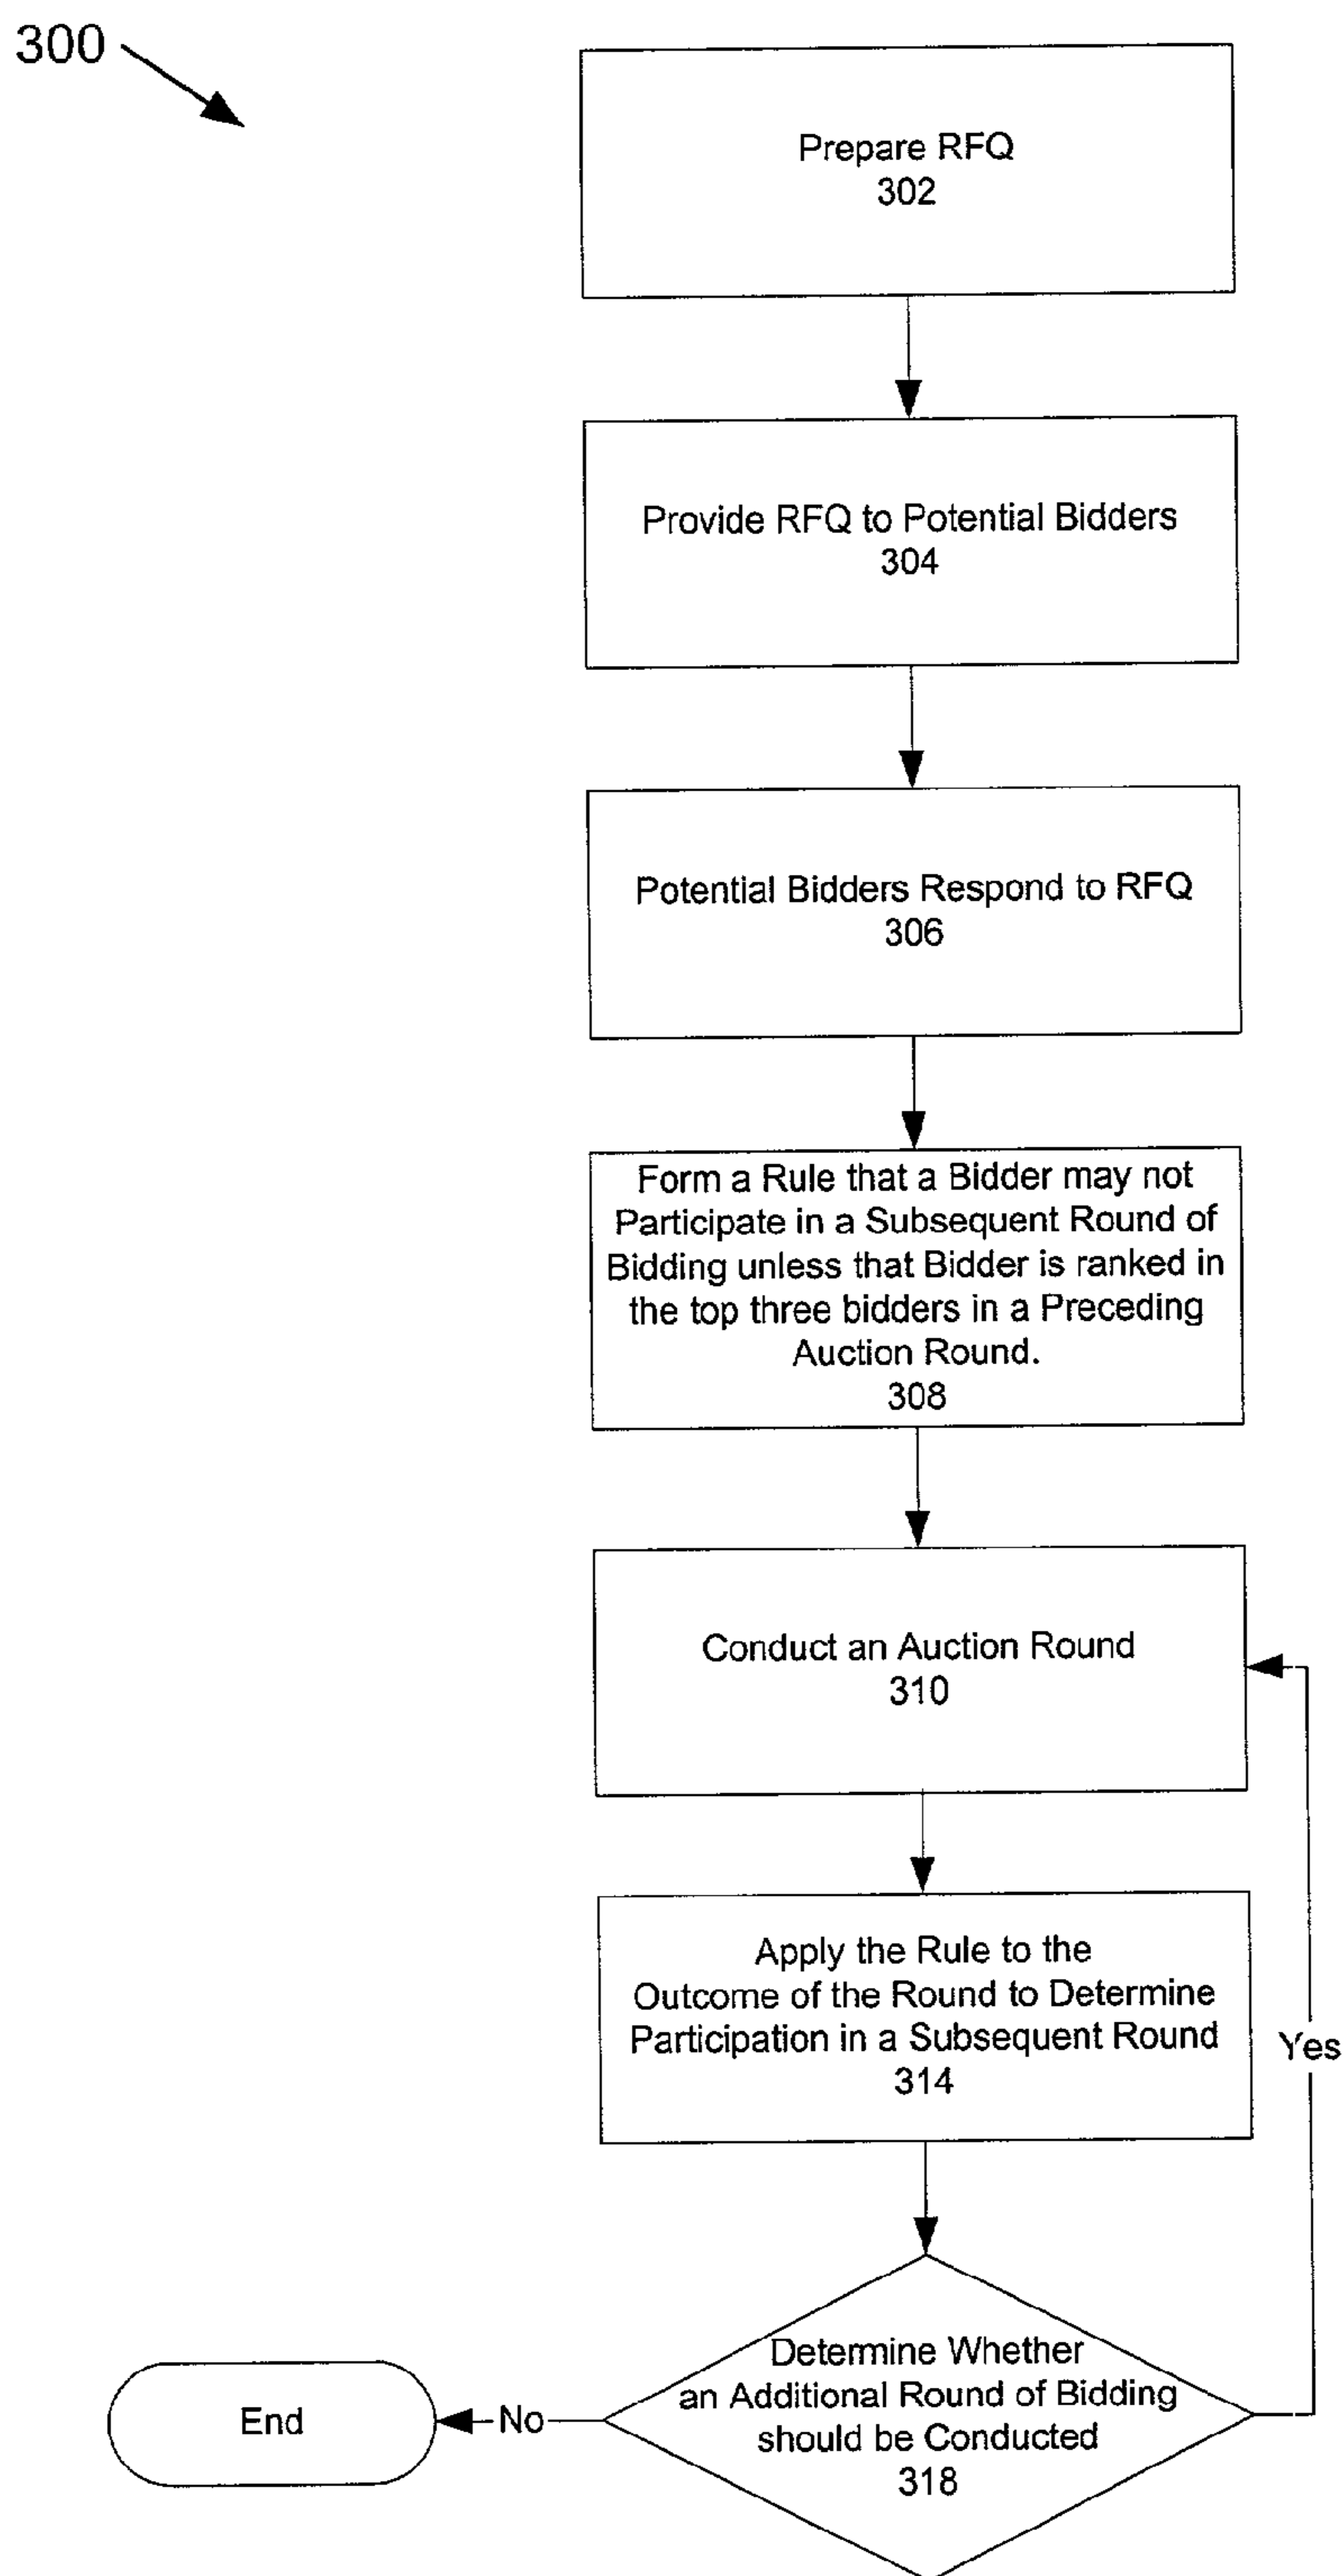 300
Prepare RFQ
302
Provide RFQ to Potential Bidders
304
Potential Bidders Respond to RFQ
306
Form a Rule that a Bidder may not
Participate in a Subsequent Round of
Bidding unless that Bidder is ranked in
the top three bidders in a Preceding
Auction Round.
308
Conduct an Auction Round
310
Apply the Rule to the
Outcome of the Round to Determine
Participation in a Subsequent Round
314
Yes
Determine Whether
an Additional Round of Bidding
should be Conducted
318
No
End